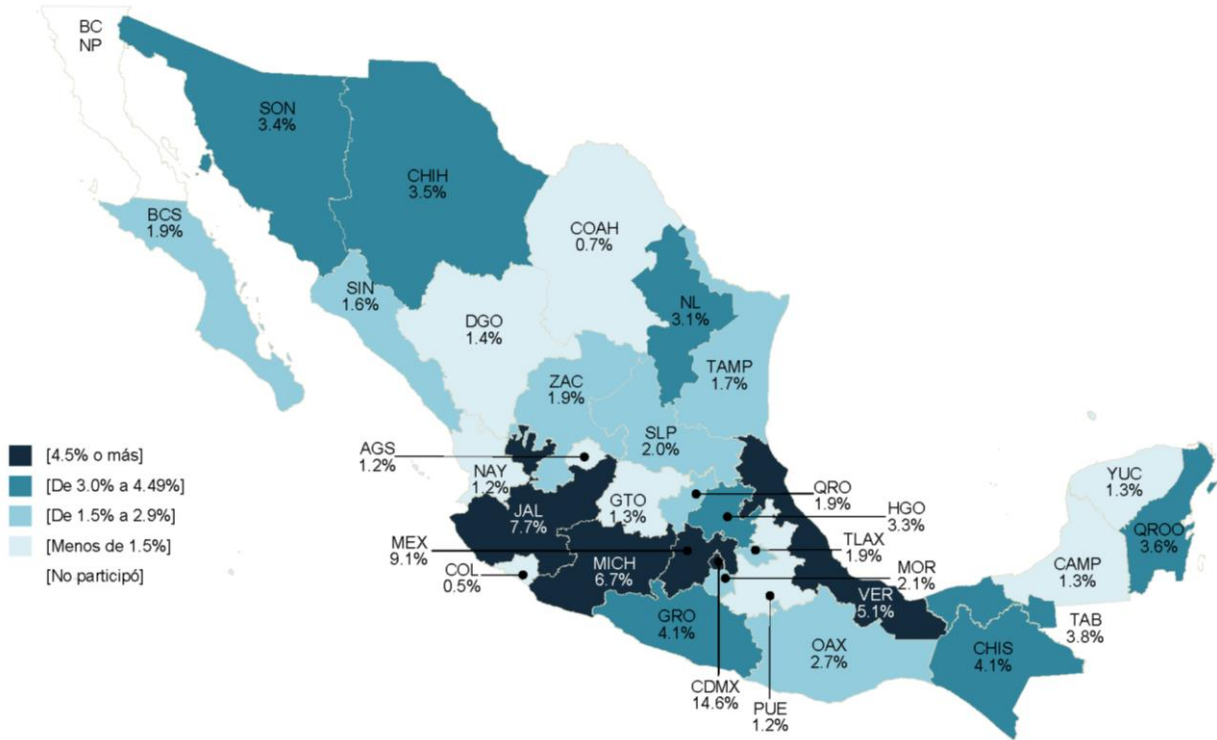 BC
NP
SON
3.4%
CHIH
3.5%
COAH
0.7%
BCS
1.9%
SIN
1.6%
NL
3.1%
DGO
1.4%
TAMP
1.7%
ZAC
1.9%
SLP
2.0%
AGS
1.2%
NAY
1.2%
GTO
1.3%
QRO
1.9%
HGO
3.3%
YUC
1.3%
JAL
7.7%
QROO
3.6%
MEX
9.1%
TLAX
1.9%
COL
0.5%
MICH
6.7%
MOR
2.1%
CAMP
1.3%
VER
5.1%
GRO
4.1%
TAB
3.8%
OAX
2.7%
CHIS
4.1%
CDMX
14.6%
PUE
1.2%
[4.5% o más]
[De 3.0% a 4.49%]
[De 1.5% a 2.9%]
[Menos de 1.5%]
[No participó]